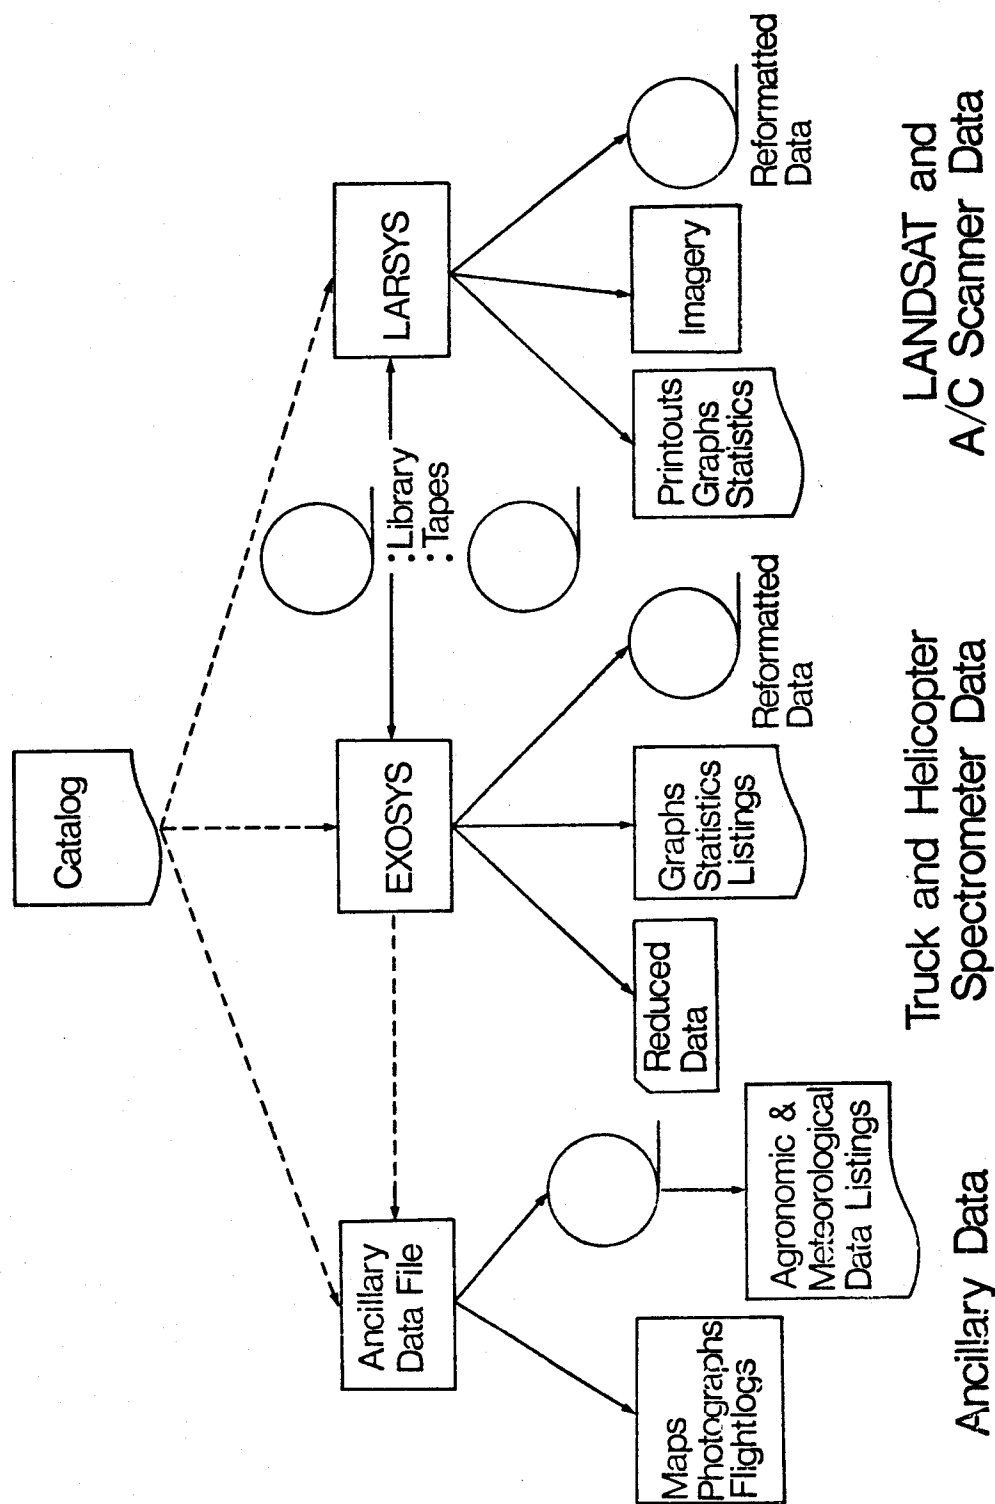 Catalog
Ancillary
Data File
EXOSYS
LARSYS
Library
Tapes
Maps
Photographs
Flightlogs
Agronomic &
Meteorological
Data Listings
Reduced
Data
Graphs
Statistics
Listings
Reformatted
Data
Printouts
Graphs
Statistics
Imagery
Reformatted
Data
Ancillary Data
Truck and Helicopter
Spectrometer Data
LANDSAT and
A/C Scanner Data